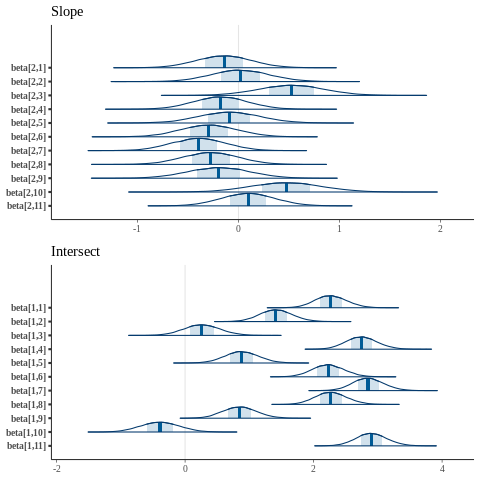 Slope
beta[2,1]
beta[2,2]
beta[2,3]
beta[2,4]
beta[2,5]
beta[2,6]
beta[2,7]
beta[2,8]
beta[2,9]
beta[2,10]
beta[2,11]
-1 0 1 2
Intersect
beta[1,1]
beta[1,2]
beta[1,3]
beta[1,4]
beta[1,5]
beta[1,6]
beta[1,7]
beta[1,8]
beta[1,9]
beta[1,10]
beta[1,11]
-2 0 2 4